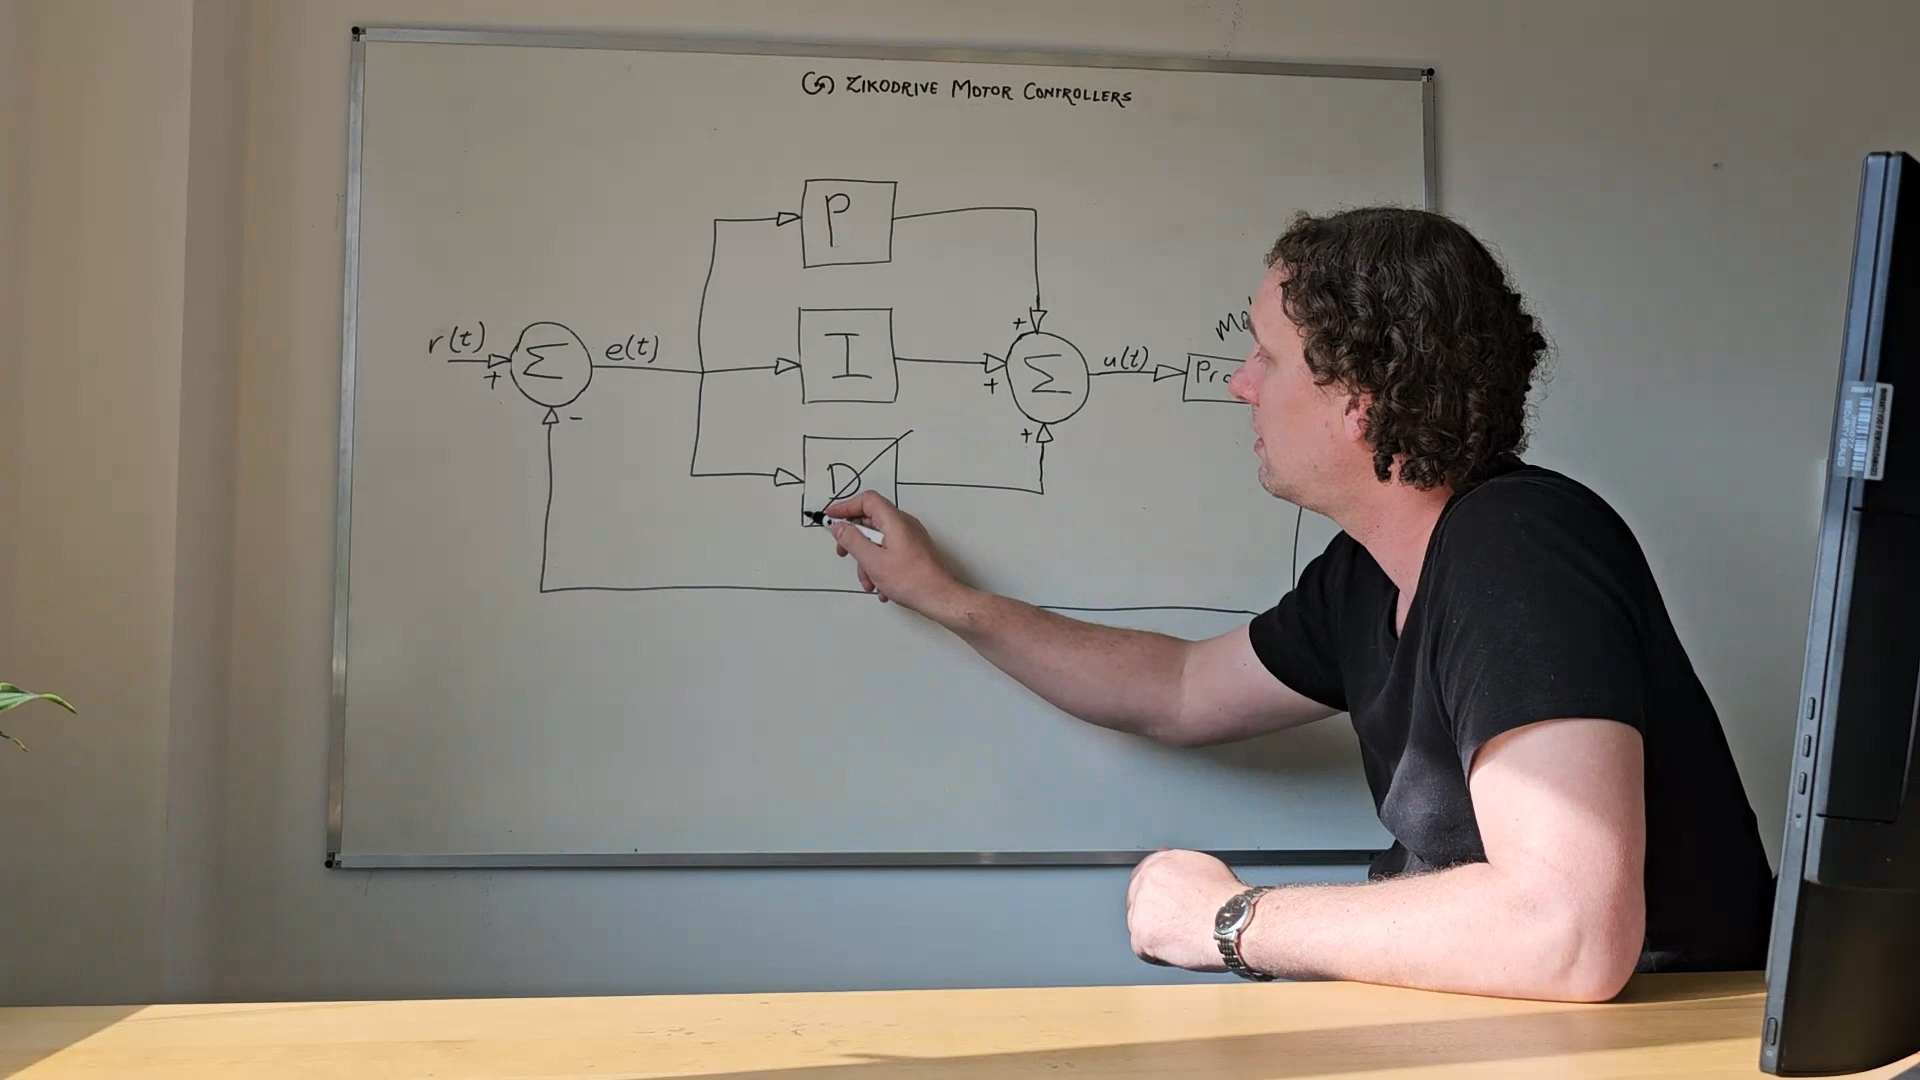 ZIKODRIVE MOTOR CONTROLLERS
P
r(t)
+
Σ
-
e(t)
I
+
+
Σ
u(t)
D
+